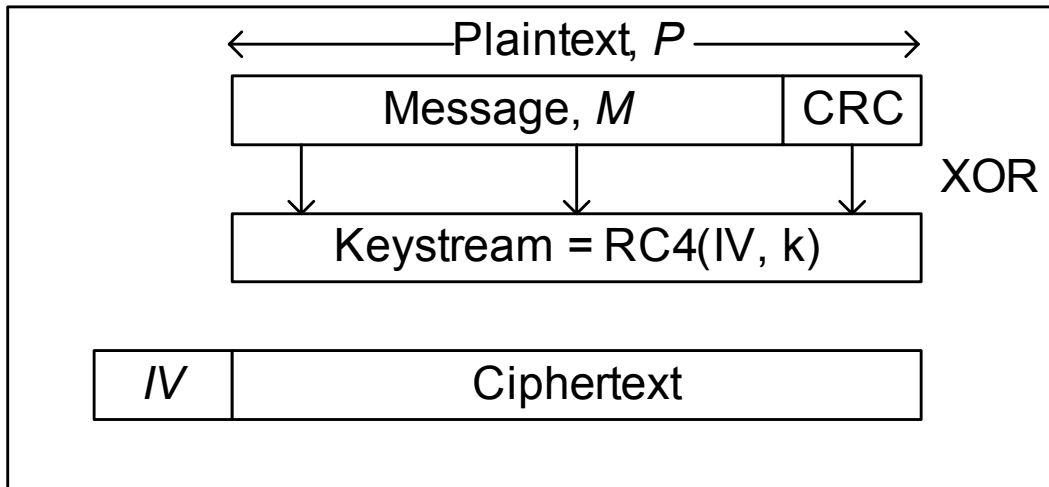 Plaintext, P
Message, M
CRC
XOR
Keystream = RC4(IV, k)
IV
Ciphertext